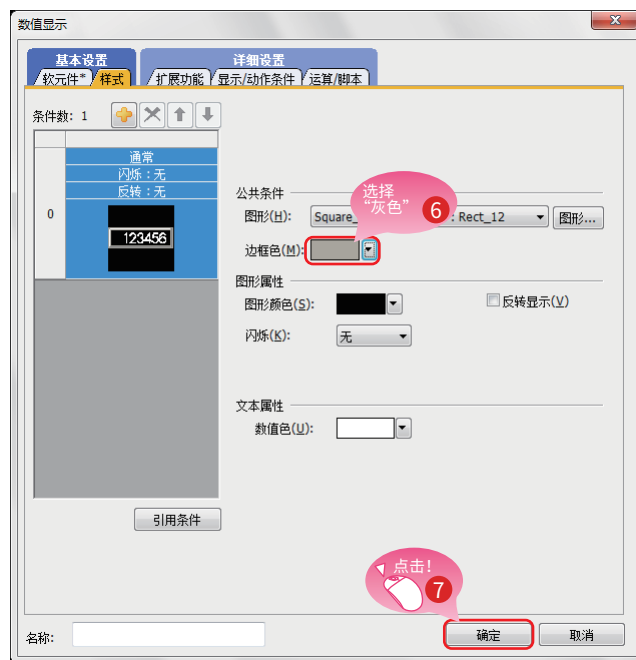 数值显示
基本设置
详细设置
软元件*
样式
扩展功能
显示/动作条件
运算/脚本
条件数: 1
通常
闪烁：无
反转：无
0
123456
公共条件
选择
“灰色”
6
图形(H):
Square_
: Rect_12
图形...
边框色(M):
图形属性
图形颜色(S):
反转显示(V)
闪烁(K):
无
文本属性
数值色(U):
引用条件
点击!
7
名称:
确定
取消